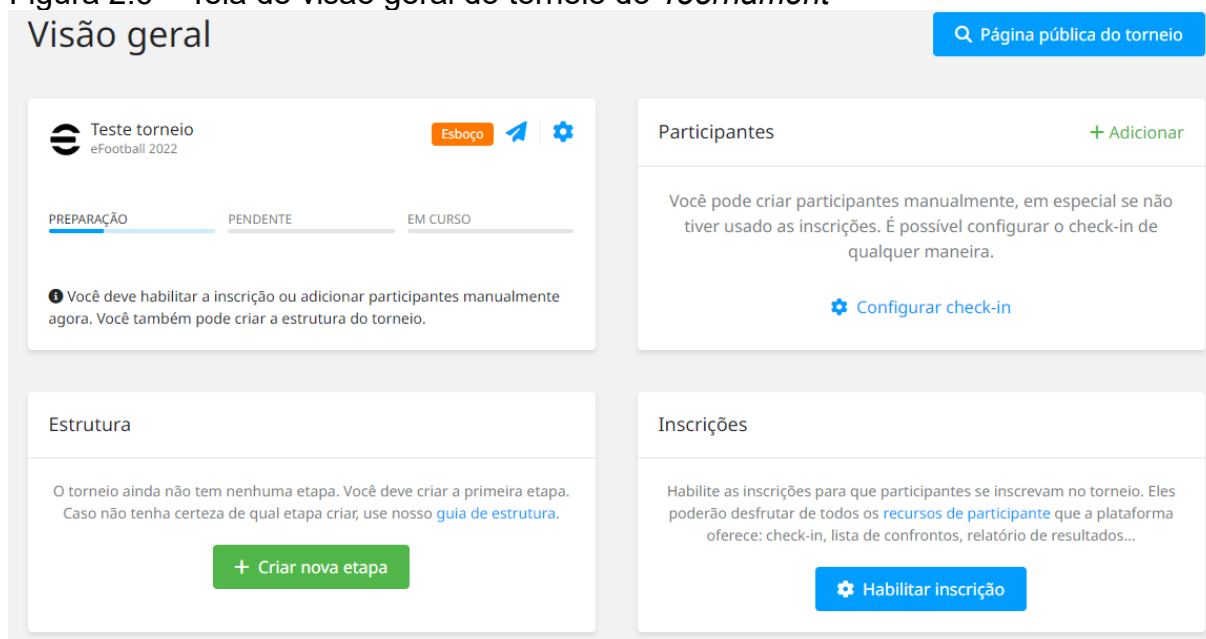 Visão geral
Página pública do torneio
Teste torneio
eFootball 2022
Esboço
PREPARAÇÃO
PENDENTE
EM CURSO
Você deve habilitar a inscrição ou adicionar participantes manualmente
agora. Você também pode criar a estrutura do torneio.
Participantes
+ Adicionar
Você pode criar participantes manualmente, em especial se não
tiver usado as inscrições. É possível configurar o check-in de
qualquer maneira.
Configurar check-in
Estrutura
O torneio ainda não tem nenhuma etapa. Você deve criar a primeira etapa.
Caso não tenha certeza de qual etapa criar, use nosso guia de estrutura.
+ Criar nova etapa
Inscrições
Habilite as inscrições para que participantes se inscrevam no torneio. Eles
poderão desfrutar de todos os recursos de participante que a plataforma
oferece: check-in, lista de confrontos, relatório de resultados...
Habilitar inscrição